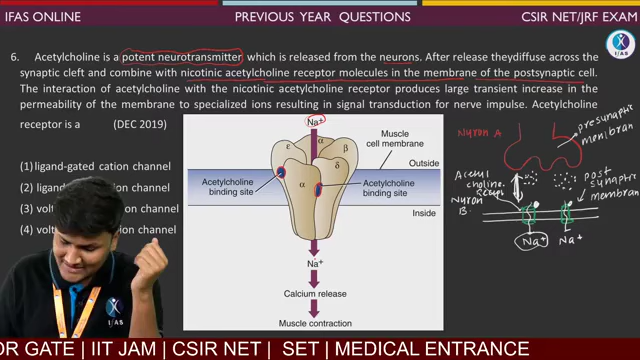 IFAS ONLINE PREVIOUS YEAR QUESTIONS CSIR NET/JRF EXAM
6. Acetylcholine is a potent neurotransmitter which is released from the neurons. After release theydiffuse across the
synaptic cleft and combine with nicotinic acetylcholine receptor molecules in the membrane of the postsynaptic cell.
The interaction of acetylcholine with the nicotinic acetylcholine receptor produces large transient increase in the
permeability of the membrane to specialized ions resulting in signal transduction for nerve impulse. Acetylcholine
receptor is a (DEC 2019)
(1) ligand-gated cation channel
(2) ligand ion channel
(3) volta on channel
(4) volt ion channel
Na+
ε
α
β
α
δ
Muscle
cell membrane
Outside
Acetylcholine
binding site
Acetylcholine
binding site
Inside
Na+
Calcium release
Muscle contraction
Nyron A
presynaptic
membran
Acetyl
choline
Nyron
B.
post
synaptic
membran
Na+ Na+
IFAS
IFAS
OR GATE | IIT JAM | CSIR NET | SET | MEDICAL ENTRANCE